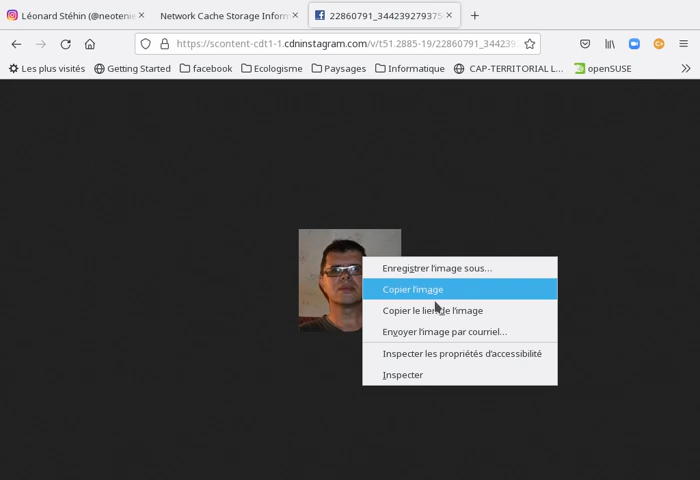 Léonard Stéhin (@neotenie
Network Cache Storage Inform
22860791_34423927937
https://scontent-cdt1-1.cdninstagram.com/v/t51.2885-19/22860791_344239
Les plus visités
Getting Started
facebook
Ecologisme
Paysages
Informatique
CAP-TERRITORIAL L…
openSUSE
Enregistrer l'image sous…
Copier l'image
Copier le lien de l'image
Envoyer l'image par courriel…
Inspecter les propriétés d'accessibilité
Inspecter